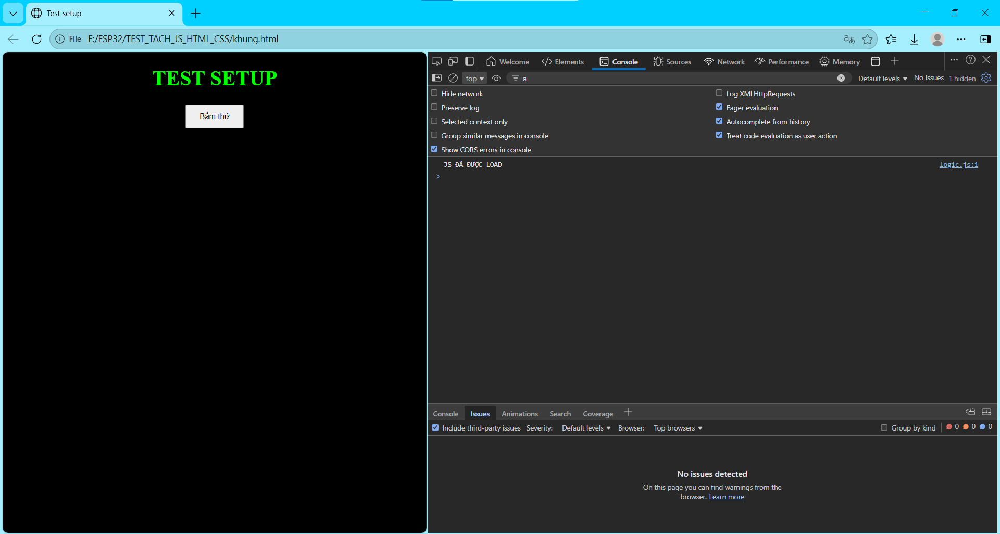 Test setup
File E:/ESP32/TEST_TACH_JS_HTML_CSS/khung.html
TEST SETUP
Bấm thử
Welcome Elements Console Sources Network Performance Memory
top a Default levels No Issues 1 hidden
Hide network Log XMLHttpRequests
Preserve log Eager evaluation
Selected context only Autocomplete from history
Group similar messages in console Treat code evaluation as user action
Show CORS errors in console
JS ĐÃ ĐƯỢC LOAD logic.js:1
Console Issues Animations Search Coverage
Include third-party issues Severity: Default levels Browser: Top browsers Group by kind 0 0 0
No issues detected
On this page you can find warnings from the
browser. Learn more